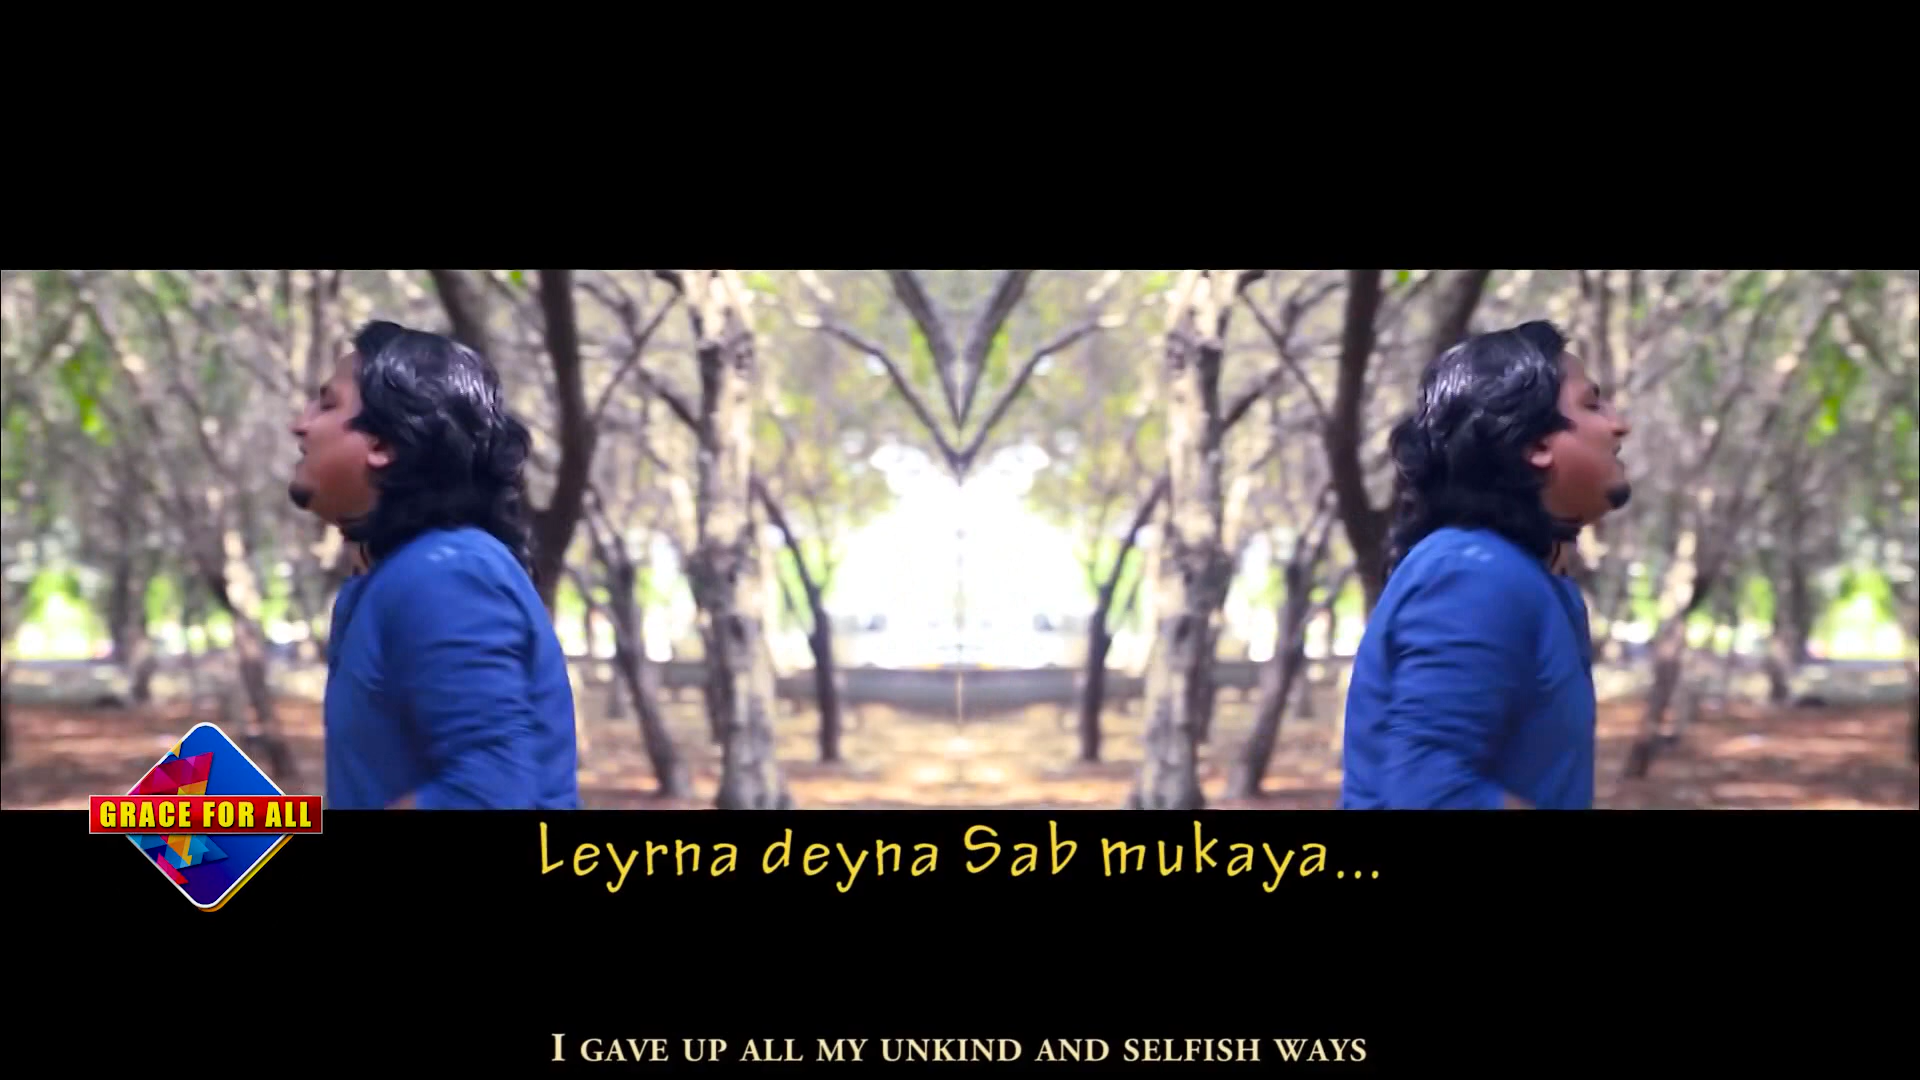 GRACE FOR ALL
Leyrna deyna Sab mukaya...
I GAVE UP ALL MY UNKIND AND SELFISH WAYS